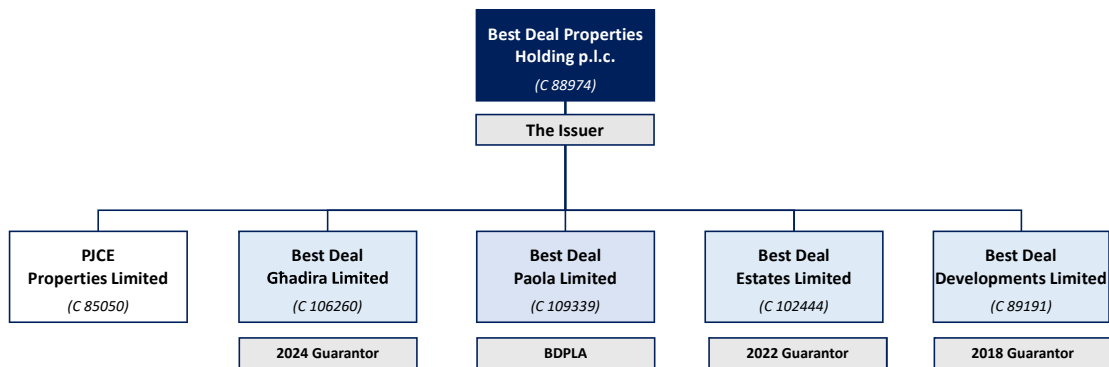 Best Deal Properties
Holding p.l.c.
(C 88974)
The Issuer
PJCE
Properties Limited
(C 85050)
Best Deal
Għadira Limited
(C 106260)
2024 Guarantor
Best Deal
Paola Limited
(C 109339)
BDPLA
Best Deal
Estates Limited
(C 102444)
2022 Guarantor
Best Deal
Developments Limited
(C 89191)
2018 Guarantor